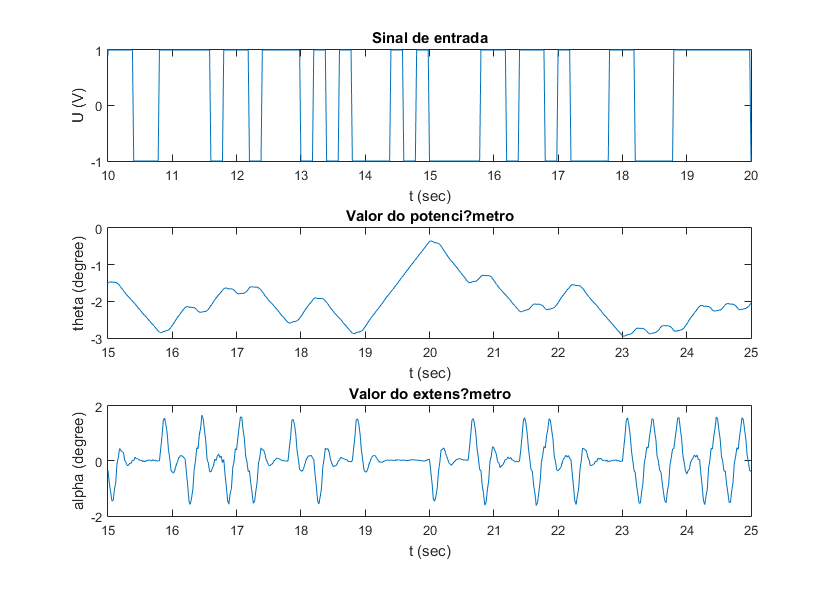 Sinal de entrada
U (V)
1
0
-1
10 11 12 13 14 15 16 17 18 19 20
t (sec)
Valor do potenci?metro
theta (degree)
0
-1
-2
-3
15 16 17 18 19 20 21 22 23 24 25
t (sec)
Valor do extens?metro
alpha (degree)
2
0
-2
15 16 17 18 19 20 21 22 23 24 25
t (sec)